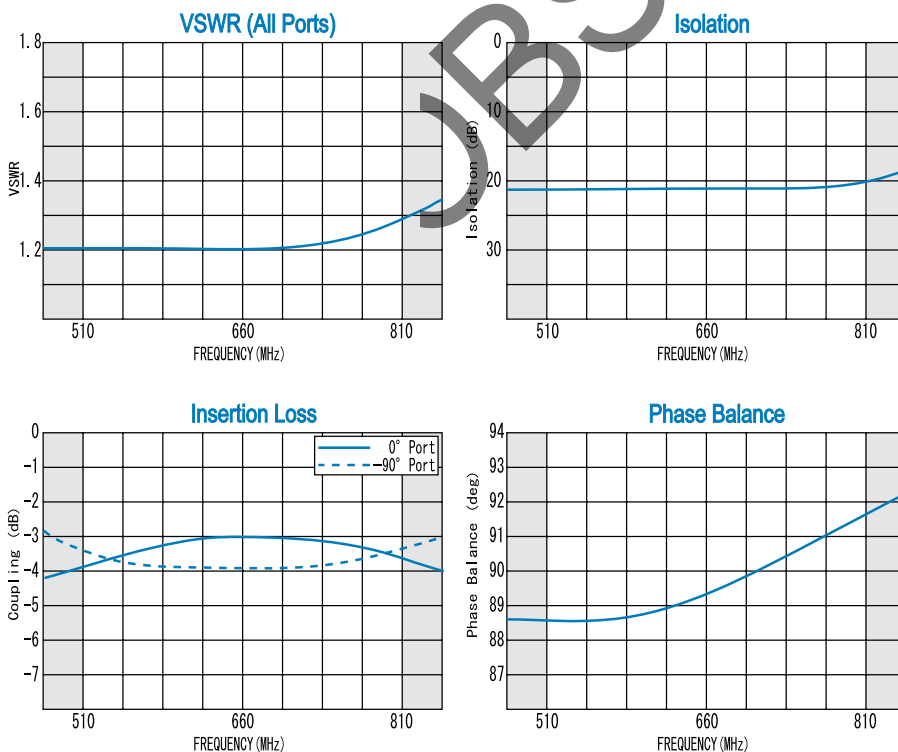 VSWR (All Ports)
1.8
1.6
1.4
1.2
VSWR
510
660
810
FREQUENCY(MHz)
Isolation
0
10
20
30
Isolation (dB)
510
660
810
FREQUENCY(MHz)
OBS
Insertion Loss
0
-1
-2
-3
-4
-5
-6
-7
Coupling (dB)
0° Port
-90° Port
510
660
810
FREQUENCY(MHz)
Phase Balance
94
93
92
91
90
89
88
87
Phase Balance (deg)
510
660
810
FREQUENCY(MHz)